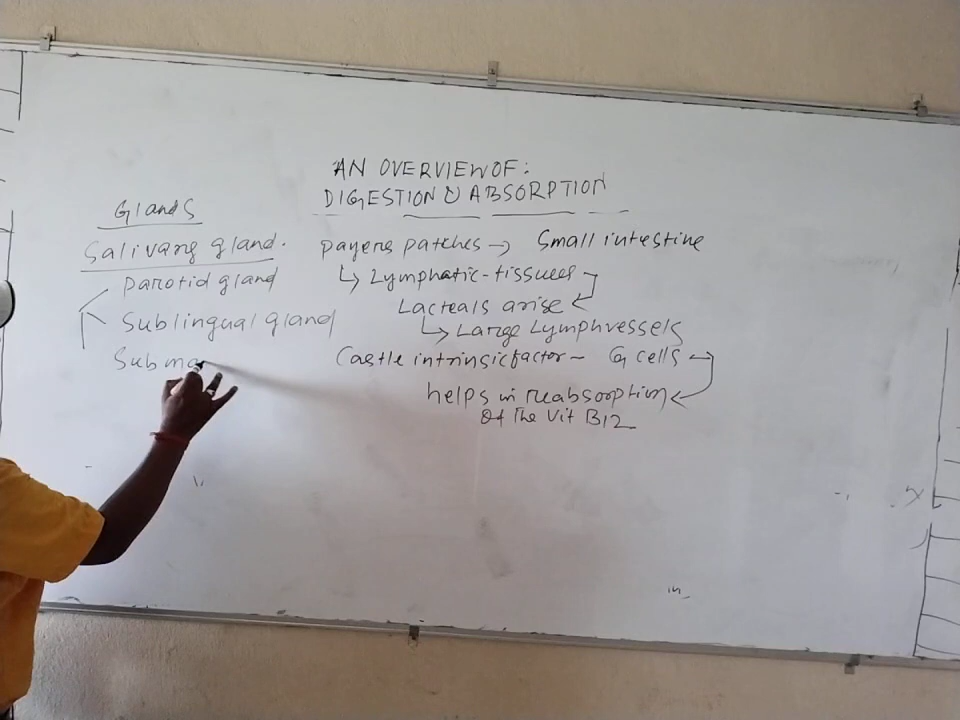 AN OVERVIEW OF:
DIGESTION & ABSORPTION
Glands
Salivary gland.
Parotid gland
Sublingual gland
Subma
Payers patches → Small intestine
↳ Lymphatic-tissues
Lacteals arise
↳ Large Lymphvessels
Castle intrinsic factor - G cells →
helps in reabsorption
of The Vit B12